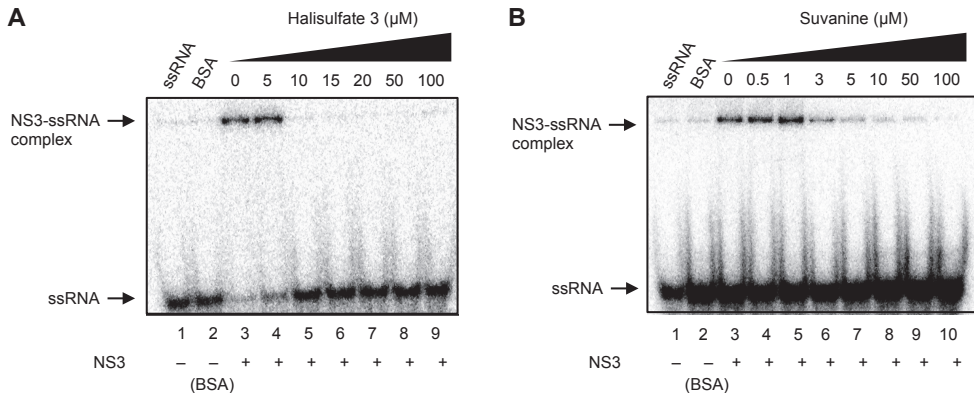 A
Halisulfate 3 (μM)
ssRNA
BSA
0 5 10 15 20 50 100
NS3-ssRNA
complex
ssRNA
1 2 3 4 5 6 7 8 9
NS3 – – + + + + + + +
(BSA)
B
Suvanine (μM)
ssRNA
BSA
0 0.5 1 3 5 10 50 100
NS3-ssRNA
complex
ssRNA
1 2 3 4 5 6 7 8 9 10
NS3 – – + + + + + + + +
(BSA)